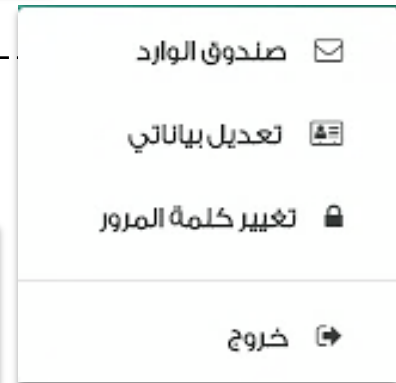 صندوق الوارد
تعديل بياناتي
تغيير كلمة المرور
خروج